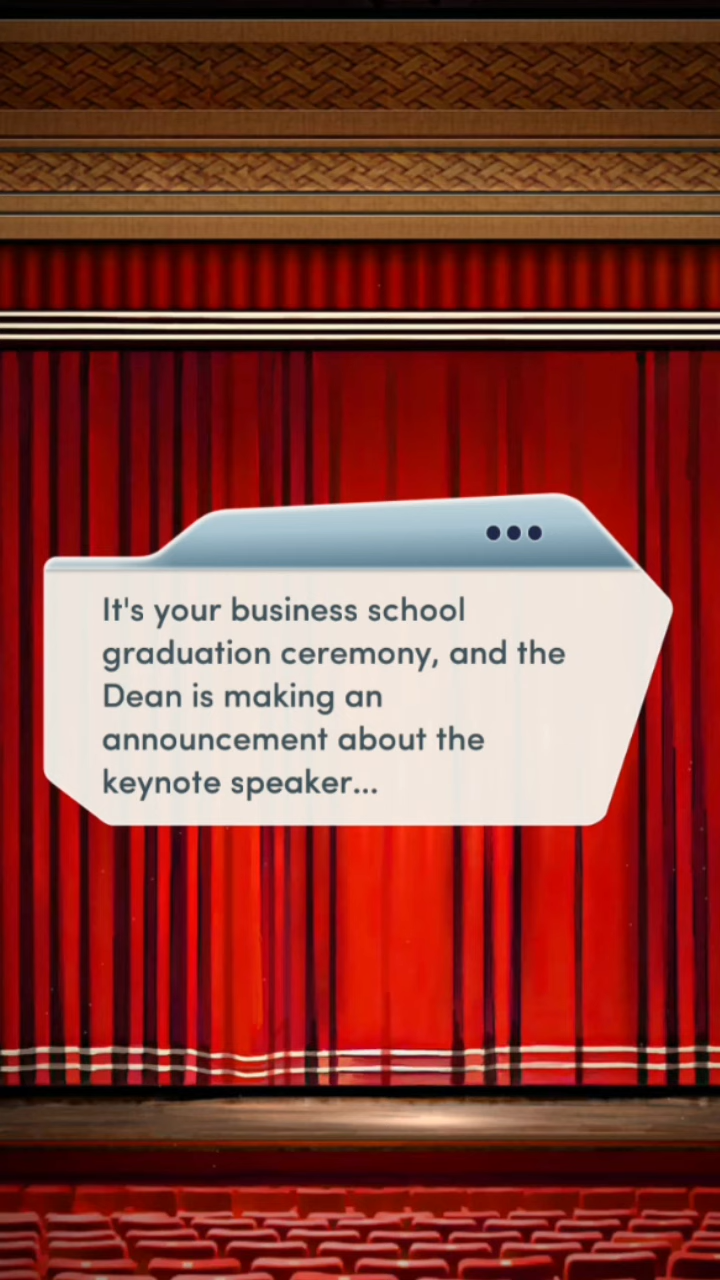 It's your business school
graduation ceremony, and the
Dean is making an
announcement about the
keynote speaker...